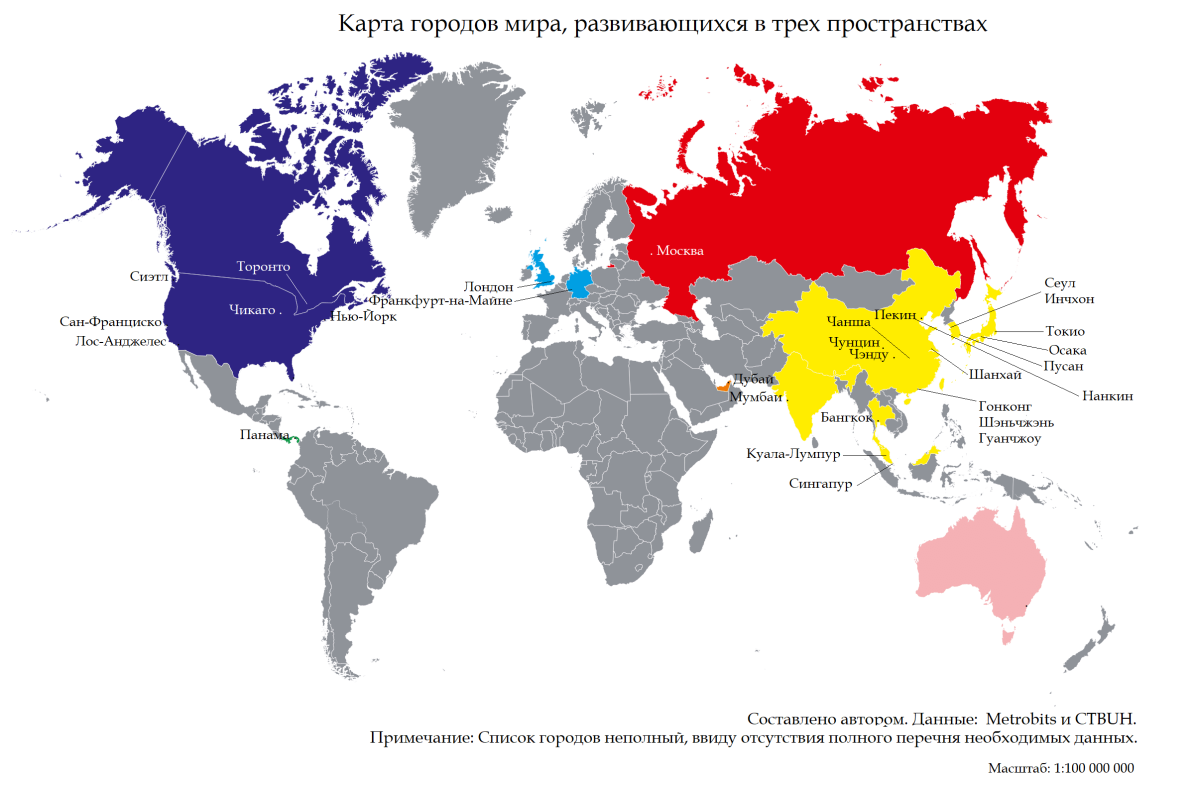 Карта городов мира, развивающихся в трех пространствах
Москва
Торонто
Сиэтл
Лондон
Франкфурт-на-Майне
Чикаго
Нью-Йорк
Сан-Франциско
Лос-Анджелес
Сеул
Инчхон
Пекин
Чанша
Токио
Чунцин
Осака
Чэнду
Пусан
Шанхай
Дубай
Мумбаи
Нанкин
Гонконг
Шэньчжэнь
Гуанчжоу
Бангкок
Панама
Куала-Лумпур
Сингапур
Составлено автором. Данные: Metrobits и CTBUH.
Примечание: Список городов неполный, ввиду отсутствия полного перечня необходимых данных.
Масштаб: 1:100 000 000